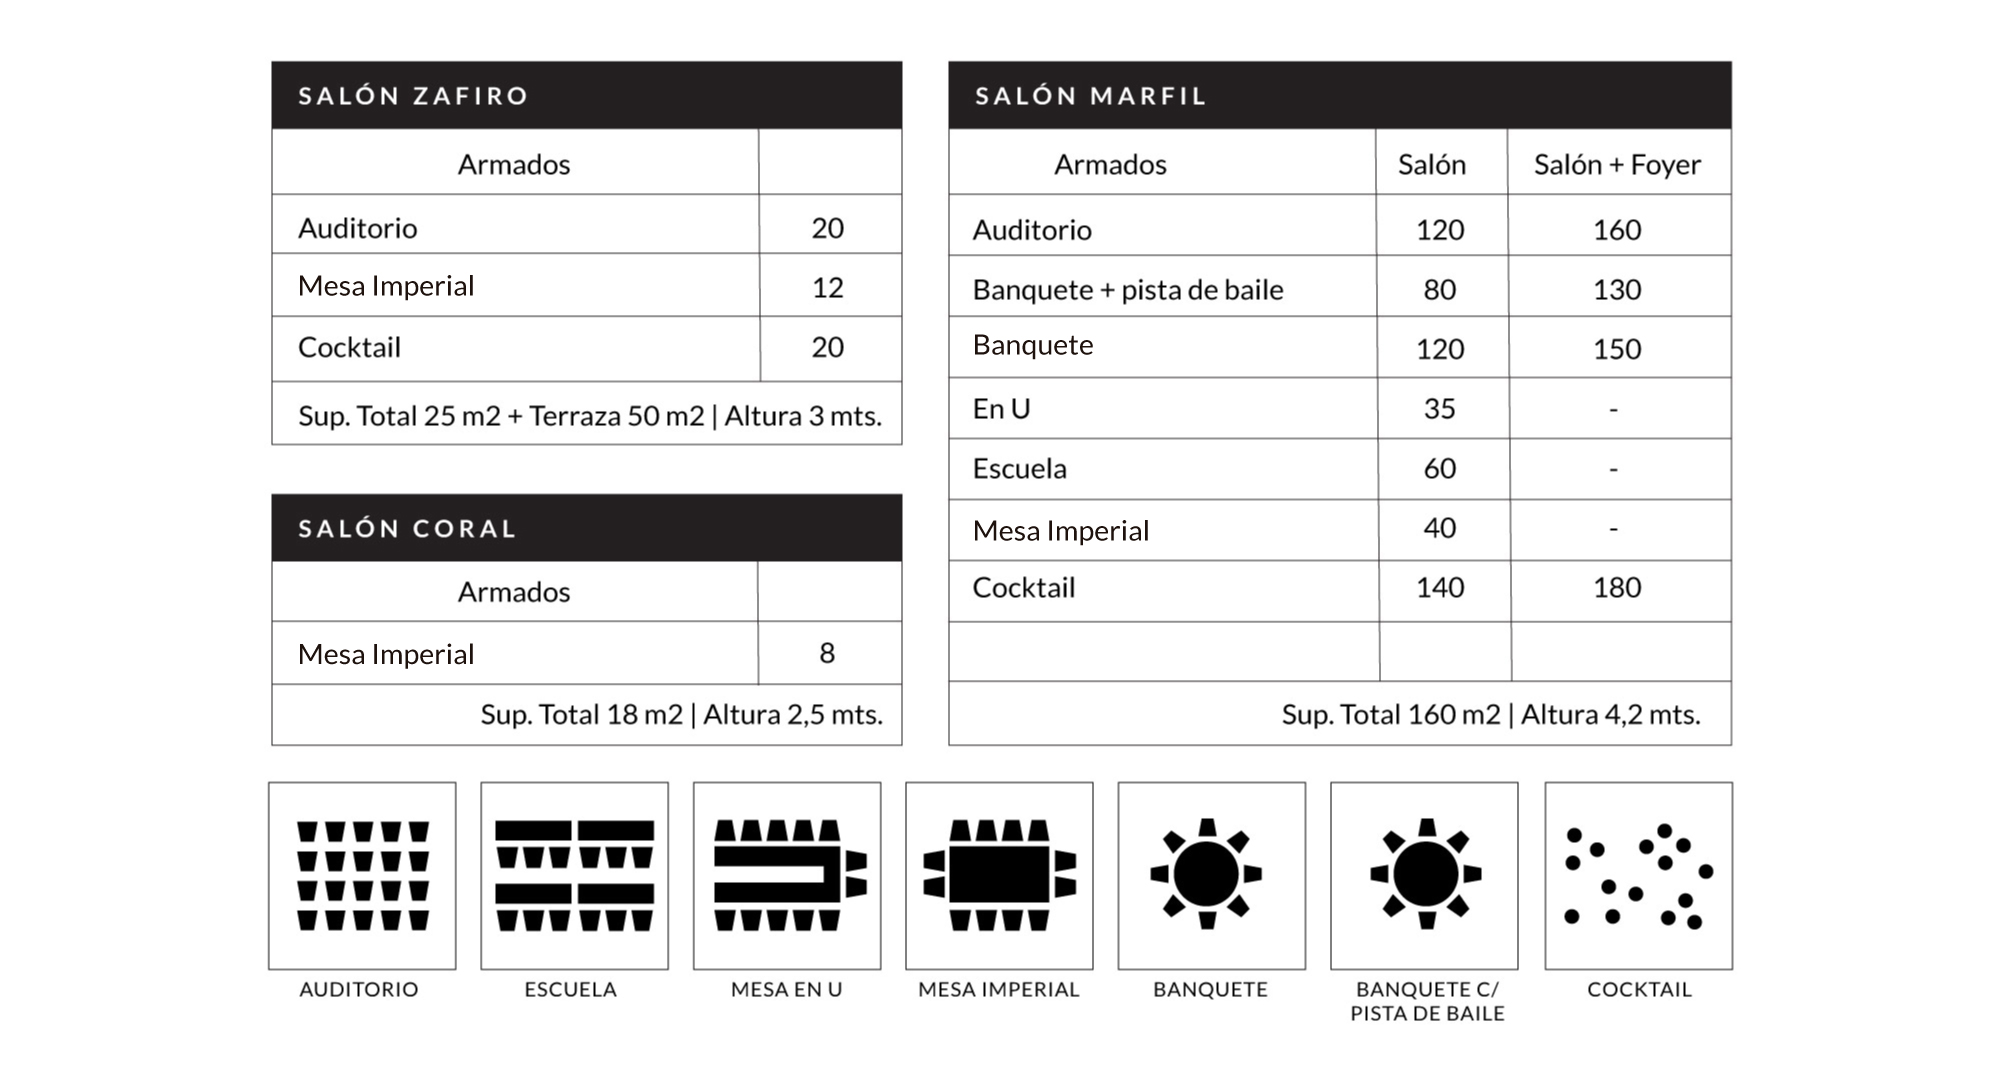 SALÓN ZAFIRO
Armados
Auditorio 20
Mesa Imperial 12
Cocktail 20
Sup. Total 25 m2 + Terraza 50 m2 | Altura 3 mts.
SALÓN CORAL
Armados
Mesa Imperial 8
Sup. Total 18 m2 | Altura 2,5 mts.
SALÓN MARFIL
Armados Salón Salón + Foyer
Auditorio 120 160
Banquete + pista de baile 80 130
Banquete 120 150
En U 35 -
Escuela 60 -
Mesa Imperial 40 -
Cocktail 140 180
Sup. Total 160 m2 | Altura 4,2 mts.
AUDITORIO
ESCUELA
MESA EN U
MESA IMPERIAL
BANQUETE
BANQUETE C/
PISTA DE BAILE
COCKTAIL